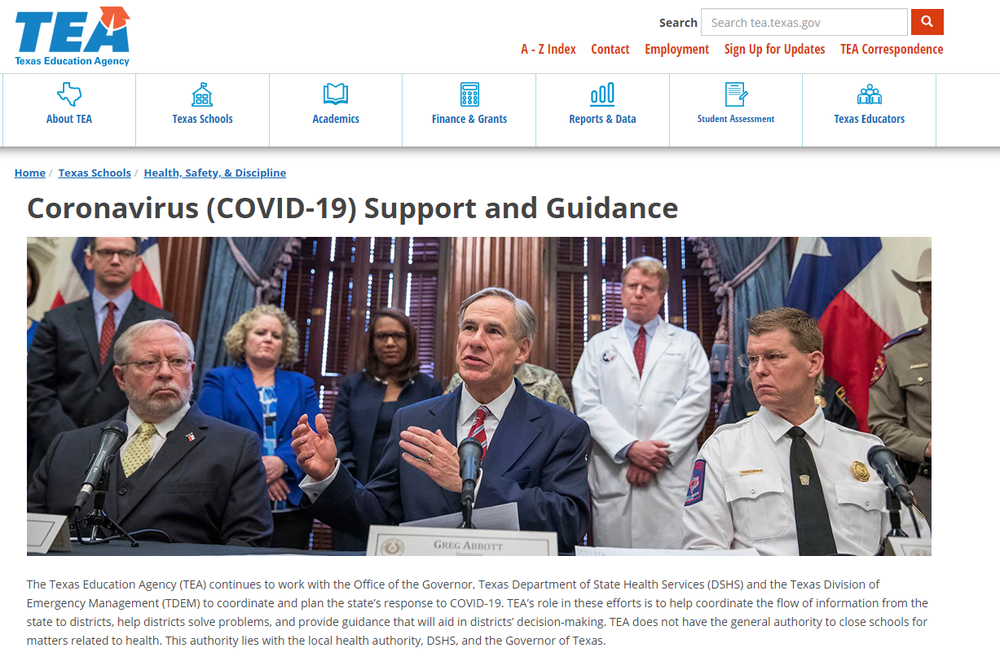 TEA
Texas Education Agency
Search Search tea.texas.gov
A - Z Index Contact Employment Sign Up for Updates TEA Correspondence
About TEA Texas Schools Academics Finance & Grants Reports & Data Student Assessment Texas Educators
Home / Texas Schools / Health, Safety, & Discipline
Coronavirus (COVID-19) Support and Guidance
GREG ABBOTT
Governor
The Texas Education Agency (TEA) continues to work with the Office of the Governor, Texas Department of State Health Services (DSHS) and the Texas Division of
Emergency Management (TDEM) to coordinate and plan the state’s response to COVID-19. TEA’s role in these efforts is to help coordinate the flow of information from the
state to districts, help districts solve problems, and provide guidance that will aid in districts’ decision-making. TEA does not have the general authority to close schools for
matters related to health. This authority lies with the local health authority, DSHS, and the Governor of Texas.